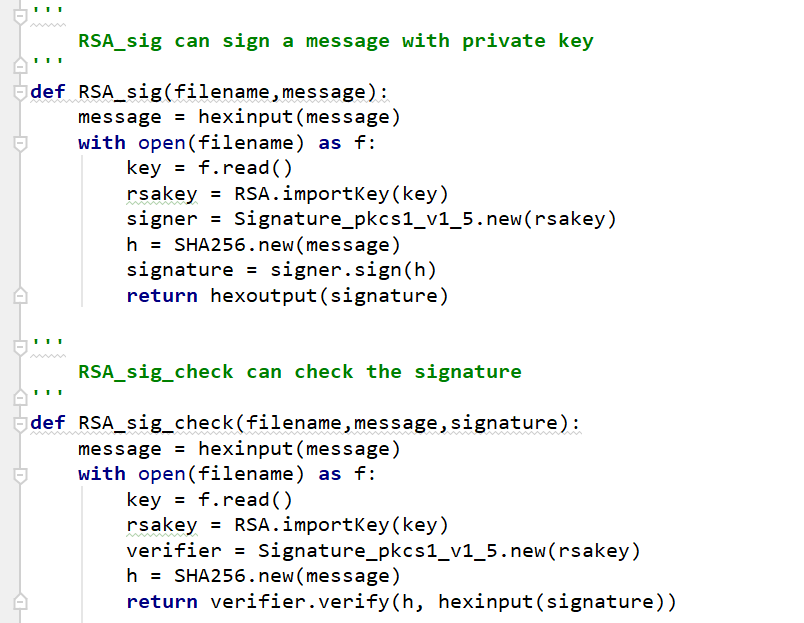 '''
    RSA_sig can sign a message with private key
'''
def RSA_sig(filename,message):
    message = hexinput(message)
    with open(filename) as f:
        key = f.read()
        rsakey = RSA.importKey(key)
        signer = Signature_pkcs1_v1_5.new(rsakey)
        h = SHA256.new(message)
        signature = signer.sign(h)
        return hexoutput(signature)

'''
    RSA_sig_check can check the signature
'''
def RSA_sig_check(filename,message,signature):
    message = hexinput(message)
    with open(filename) as f:
        key = f.read()
        rsakey = RSA.importKey(key)
        verifier = Signature_pkcs1_v1_5.new(rsakey)
        h = SHA256.new(message)
        return verifier.verify(h, hexinput(signature))